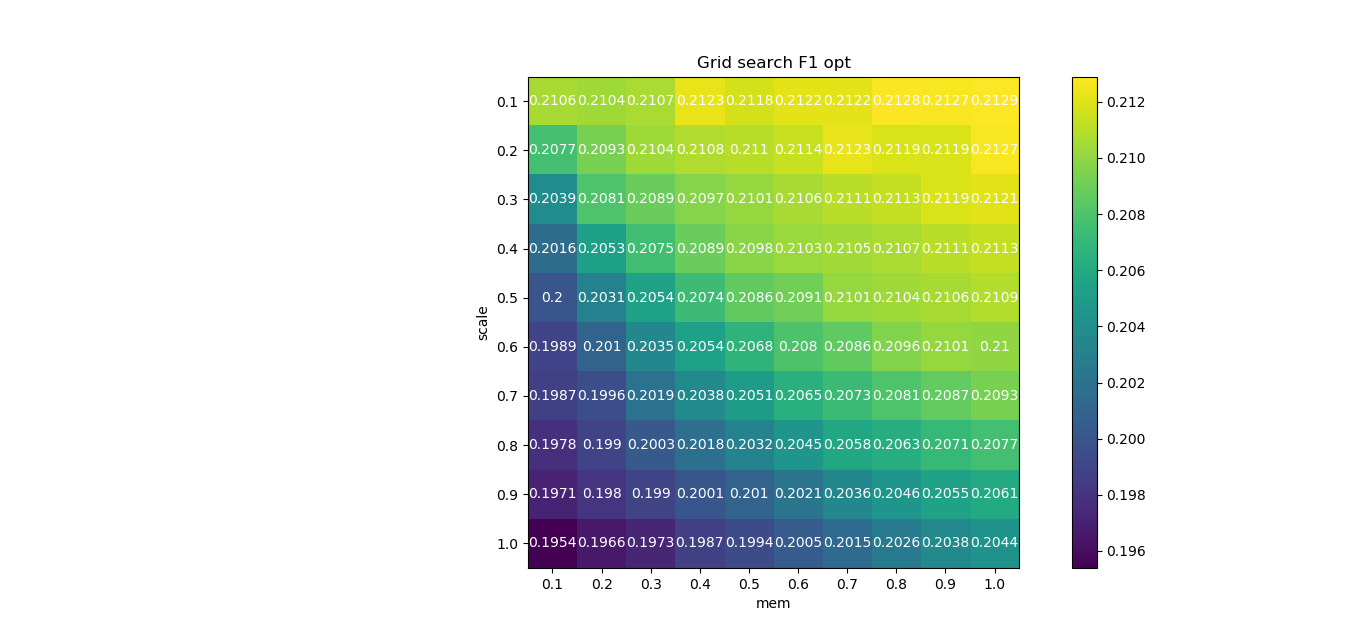 Grid search F1 opt
0.1 0.2106 0.2104 0.2107 0.2123 0.2118 0.2122 0.2122 0.2128 0.2127 0.2129
0.2 0.2077 0.2093 0.2104 0.2108 0.211 0.2114 0.2123 0.2119 0.2119 0.2127
0.3 0.2039 0.2081 0.2089 0.2097 0.2101 0.2106 0.2111 0.2113 0.2119 0.2121
0.4 0.2016 0.2053 0.2075 0.2089 0.2098 0.2103 0.2105 0.2107 0.2111 0.2113
0.5 0.2 0.2031 0.2054 0.2074 0.2086 0.2091 0.2101 0.2104 0.2106 0.2109
scale
0.6 0.1989 0.201 0.2035 0.2054 0.2068 0.208 0.2086 0.2096 0.2101 0.21
0.7 0.1987 0.1996 0.2019 0.2038 0.2051 0.2065 0.2073 0.2081 0.2087 0.2093
0.8 0.1978 0.199 0.2003 0.2018 0.2032 0.2045 0.2058 0.2063 0.2071 0.2077
0.9 0.1971 0.198 0.199 0.2001 0.201 0.2021 0.2036 0.2046 0.2055 0.2061
1.0 0.1954 0.1966 0.1973 0.1987 0.1994 0.2005 0.2015 0.2026 0.2038 0.2044
0.1 0.2 0.3 0.4 0.5 0.6 0.7 0.8 0.9 1.0
mem
0.212
0.210
0.208
0.206
0.204
0.202
0.200
0.198
0.196